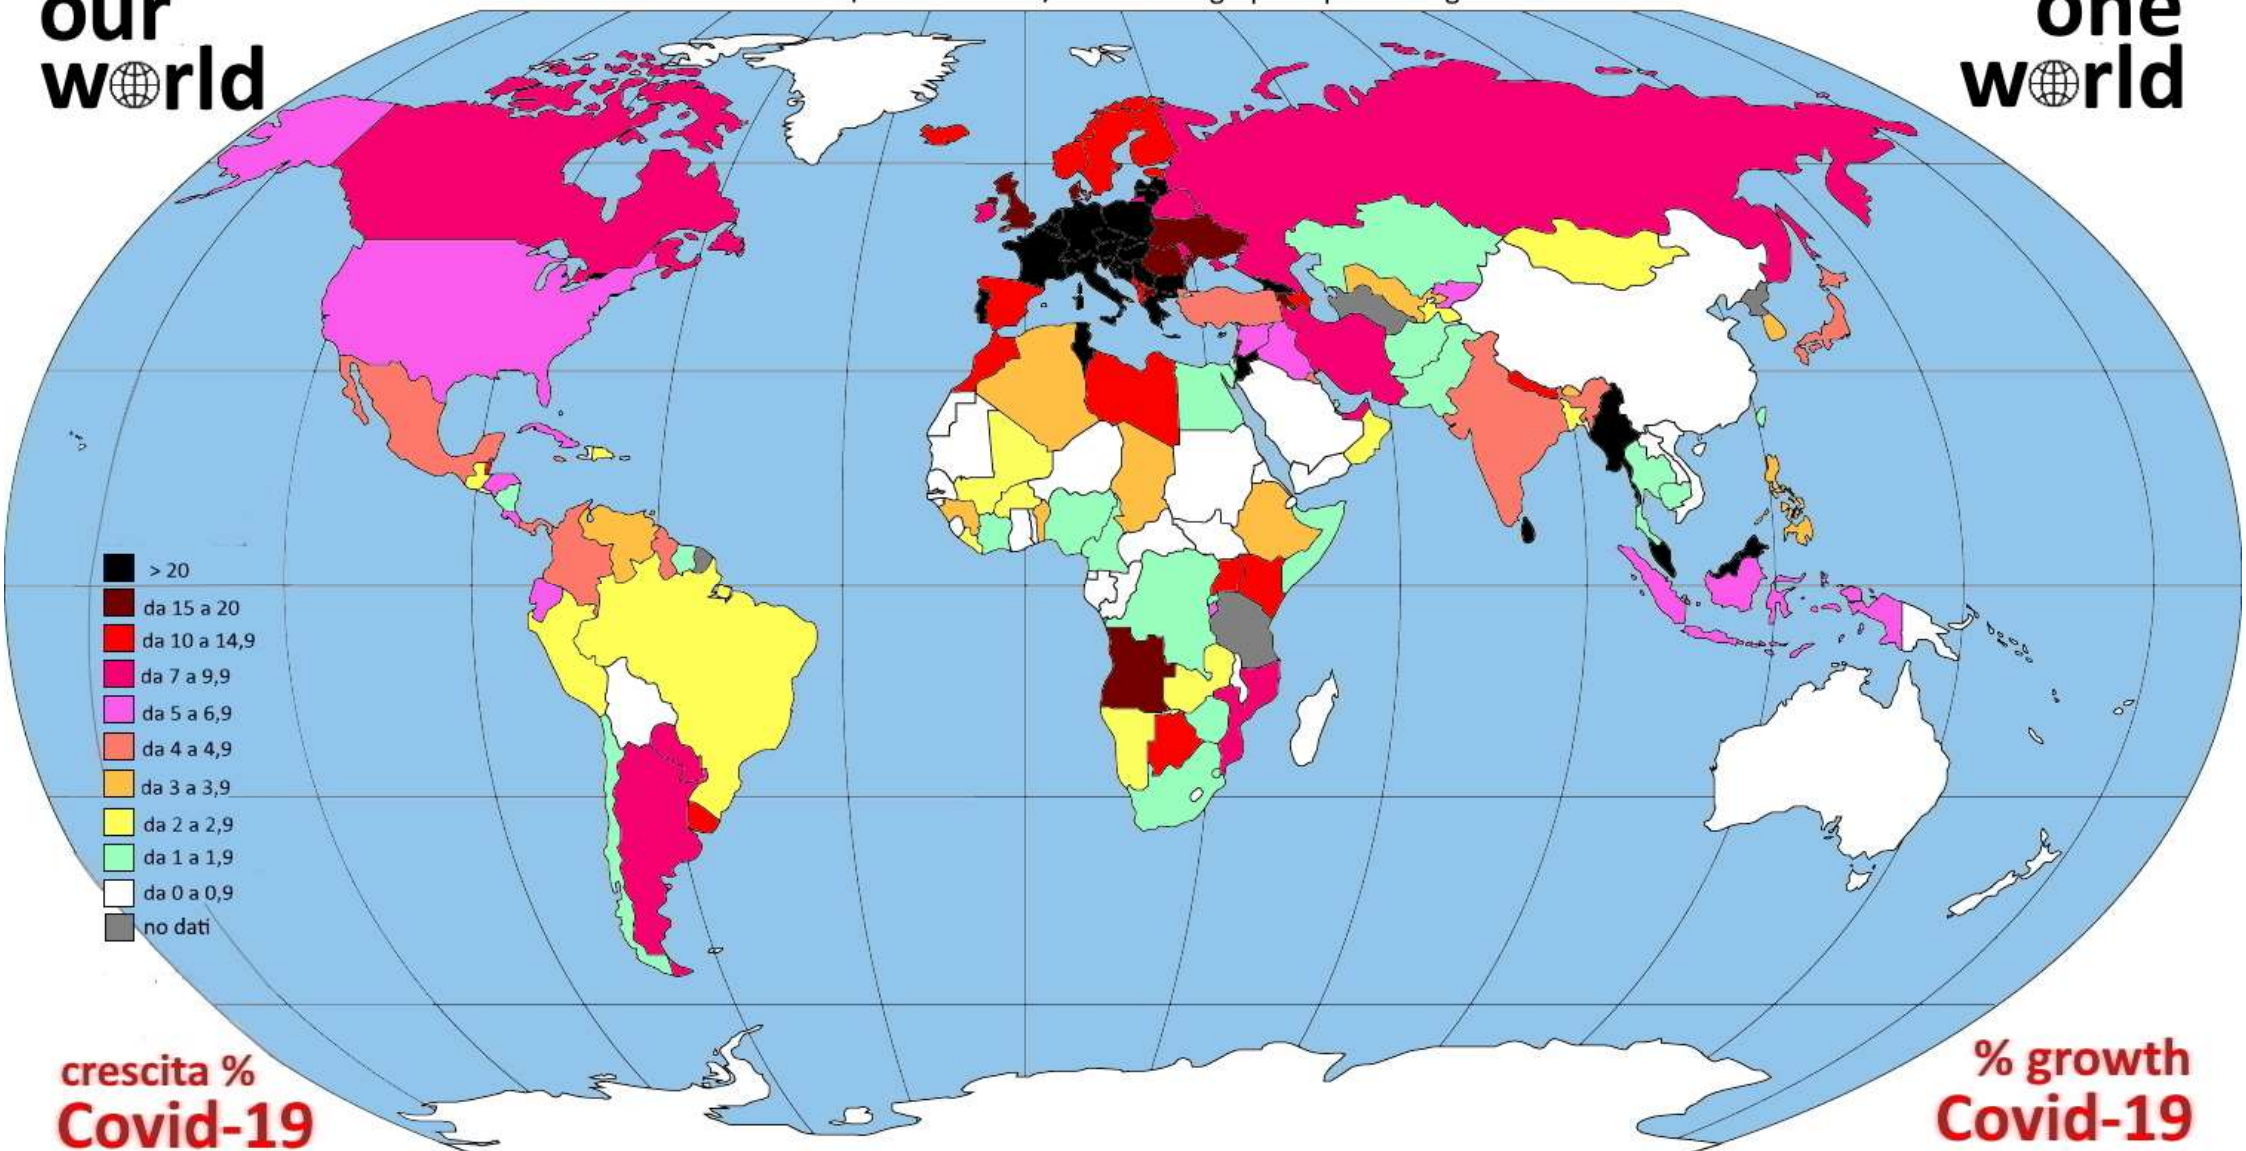 our
world
one
world
> 20
da 15 a 20
da 10 a 14,9
da 7 a 9,9
da 5 a 6,9
da 4 a 4,9
da 3 a 3,9
da 2 a 2,9
da 1 a 1,9
da 0 a 0,9
no dati
crescita %
Covid-19
% growth
Covid-19